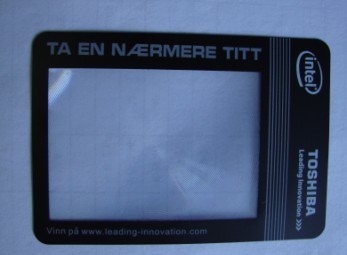 TA EN NÆRMERE TITT
intel
TOSHIBA
Leading Innovation >>>
Vinn på www.leading-innovation.com